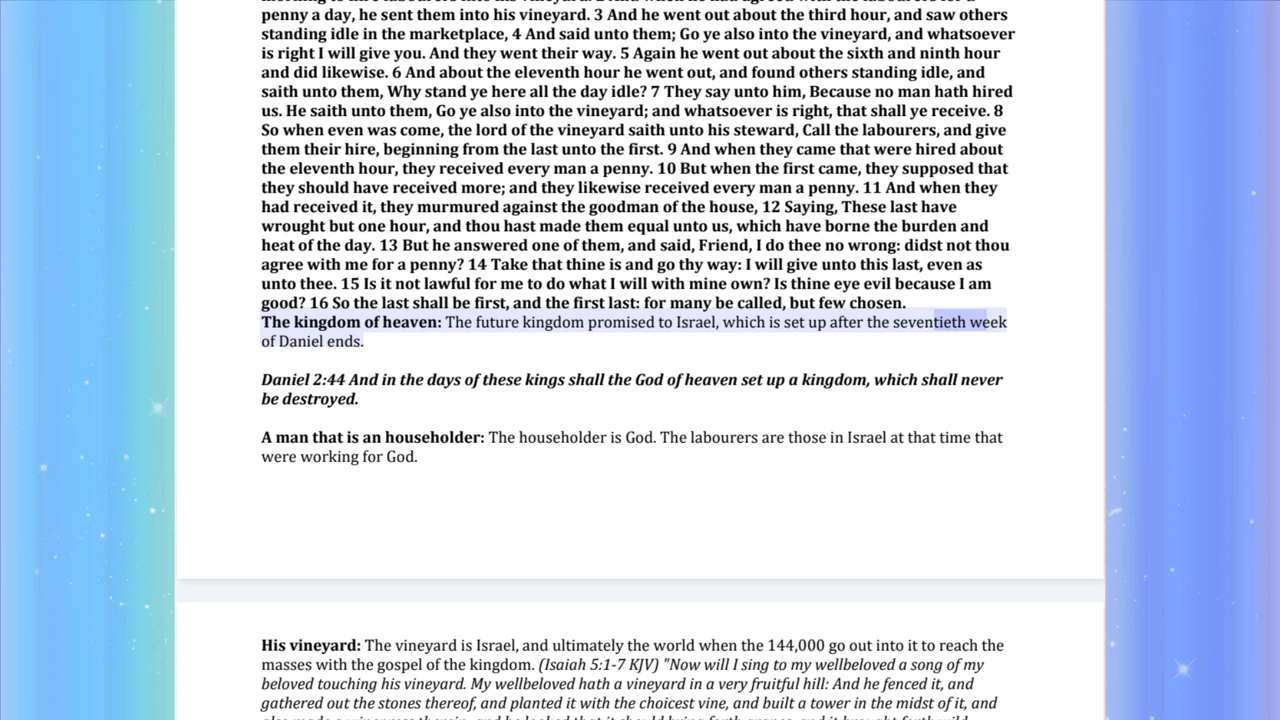 penny a day, he sent them into his vineyard. 3 And he went out about the third hour, and saw others
standing idle in the marketplace, 4 And said unto them; Go ye also into the vineyard, and whatsoever
is right I will give you. And they went their way. 5 Again he went out about the sixth and ninth hour
and did likewise. 6 And about the eleventh hour he went out, and found others standing idle, and
saith unto them, Why stand ye here all the day idle? 7 They say unto him, Because no man hath hired
us. He saith unto them, Go ye also into the vineyard; and whatsoever is right, that shall ye receive. 8
So when even was come, the lord of the vineyard saith unto his steward, Call the labourers, and give
them their hire, beginning from the last unto the first. 9 And when they came that were hired about
the eleventh hour, they received every man a penny. 10 But when the first came, they supposed that
they should have received more; and they likewise received every man a penny. 11 And when they
had received it, they murmured against the goodman of the house, 12 Saying, These last have
wrought but one hour, and thou hast made them equal unto us, which have borne the burden and
heat of the day. 13 But he answered one of them, and said, Friend, I do thee no wrong: didst not thou
agree with me for a penny? 14 Take that thine is and go thy way: I will give unto this last, even as
unto thee. 15 Is it not lawful for me to do what I will with mine own? Is thine eye evil because I am
good? 16 So the last shall be first, and the first last: for many be called, but few chosen.
The kingdom of heaven: The future kingdom promised to Israel, which is set up after the seventieth week
of Daniel ends.
Daniel 2:44 And in the days of these kings shall the God of heaven set up a kingdom, which shall never
be destroyed.
A man that is an householder: The householder is God. The labourers are those in Israel at that time that
were working for God.
His vineyard: The vineyard is Israel, and ultimately the world when the 144,000 go out into it to reach the
masses with the gospel of the kingdom. (Isaiah 5:1-7 KJV) "Now will I sing to my wellbeloved a song of my
beloved touching his vineyard. My wellbeloved hath a vineyard in a very fruitful hill: And he fenced it, and
gathered out the stones thereof, and planted it with the choicest vine, and built a tower in the midst of it, and